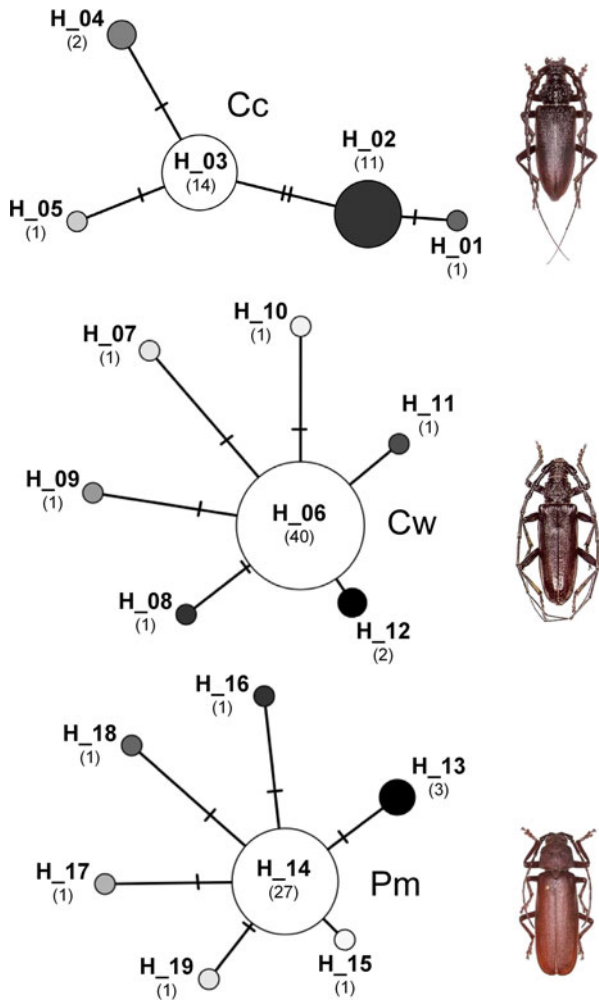 H_04
(2)
Cc
H_02
(11)
H_03
(14)
H_05
(1)
H_01
(1)
H_10
(1)
H_07
(1)
H_11
(1)
H_09
(1)
H_06
(40)
Cw
H_08
(1)
H_12
(2)
H_16
(1)
H_18
(1)
H_13
(3)
H_14
(27)
Pm
H_17
(1)
H_15
(1)
H_19
(1)